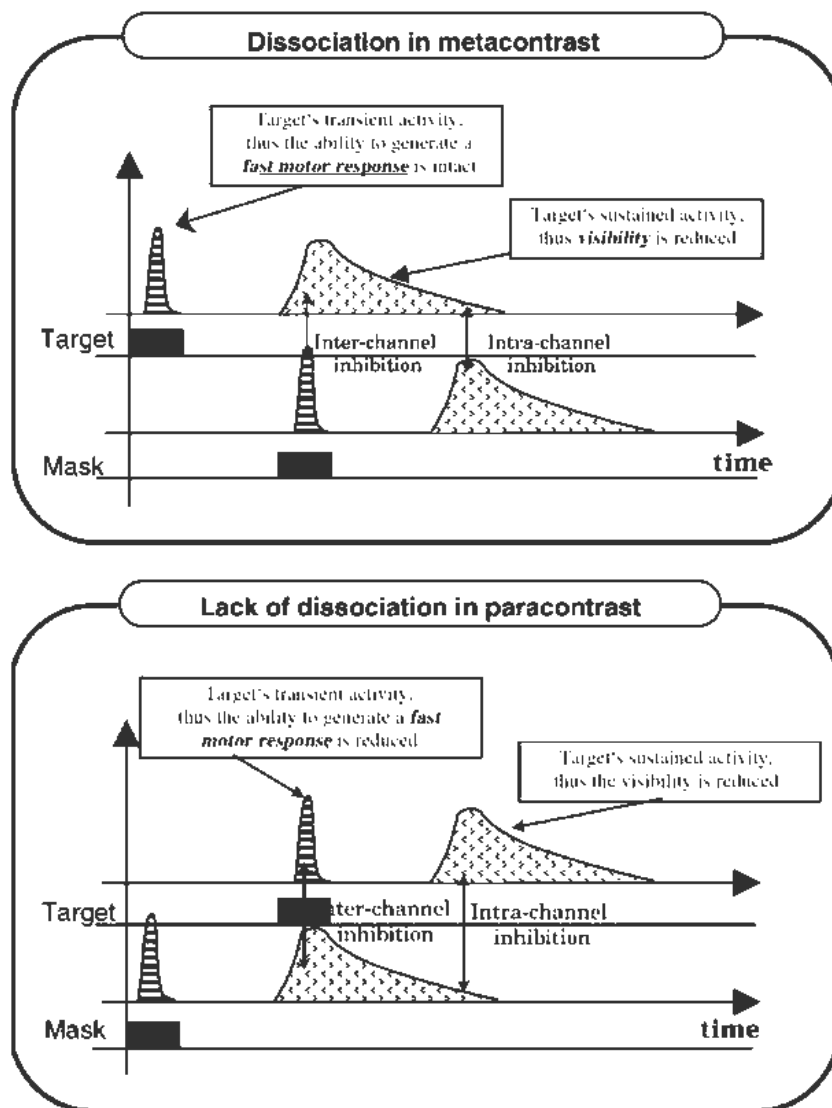 Dissociation in metacontrast
Target's transient activity,
thus the ability to generate a
fast motor response is intact
Target's sustained activity,
thus visibility is reduced
Target
Inter-channel
inhibition
Intra-channel
inhibition
Mask
time
Lack of dissociation in paracontrast
Target's transient activity,
thus the ability to generate a fast
motor response is reduced
Target's sustained activity,
thus the visibility is reduced
Target
nter-channel
inhibition
Intra-channel
inhibition
Mask
time